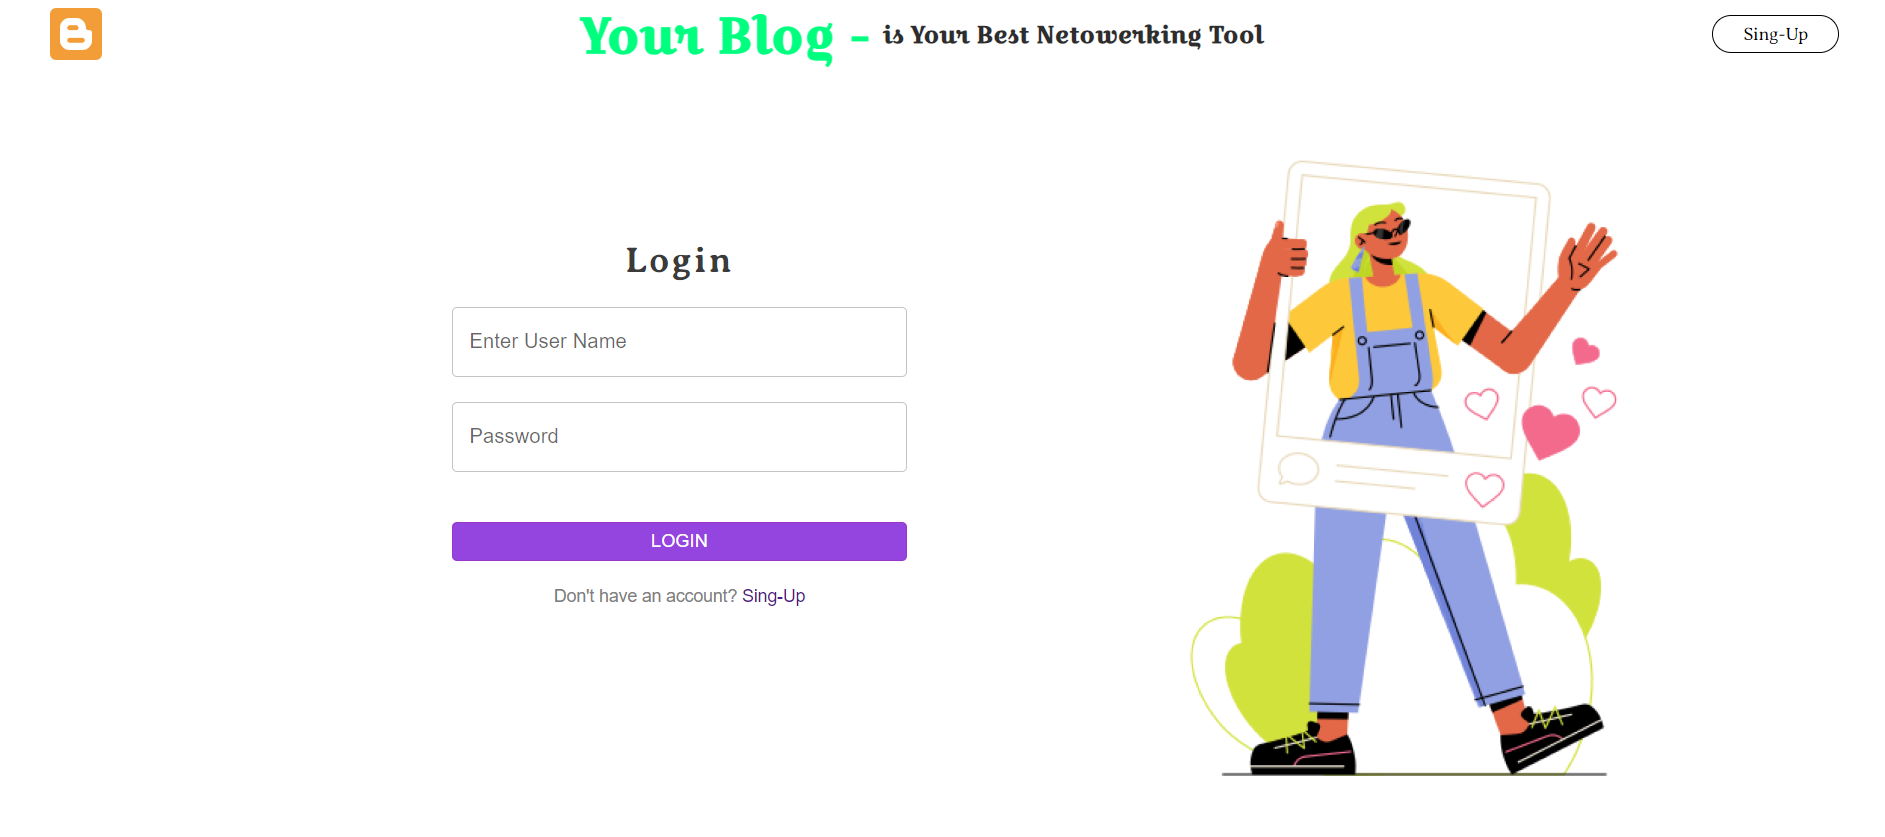 Your Blog - is Your Best Netowerking Tool
Sing-Up
Login
Enter User Name
Password
LOGIN
Don't have an account? Sing-Up